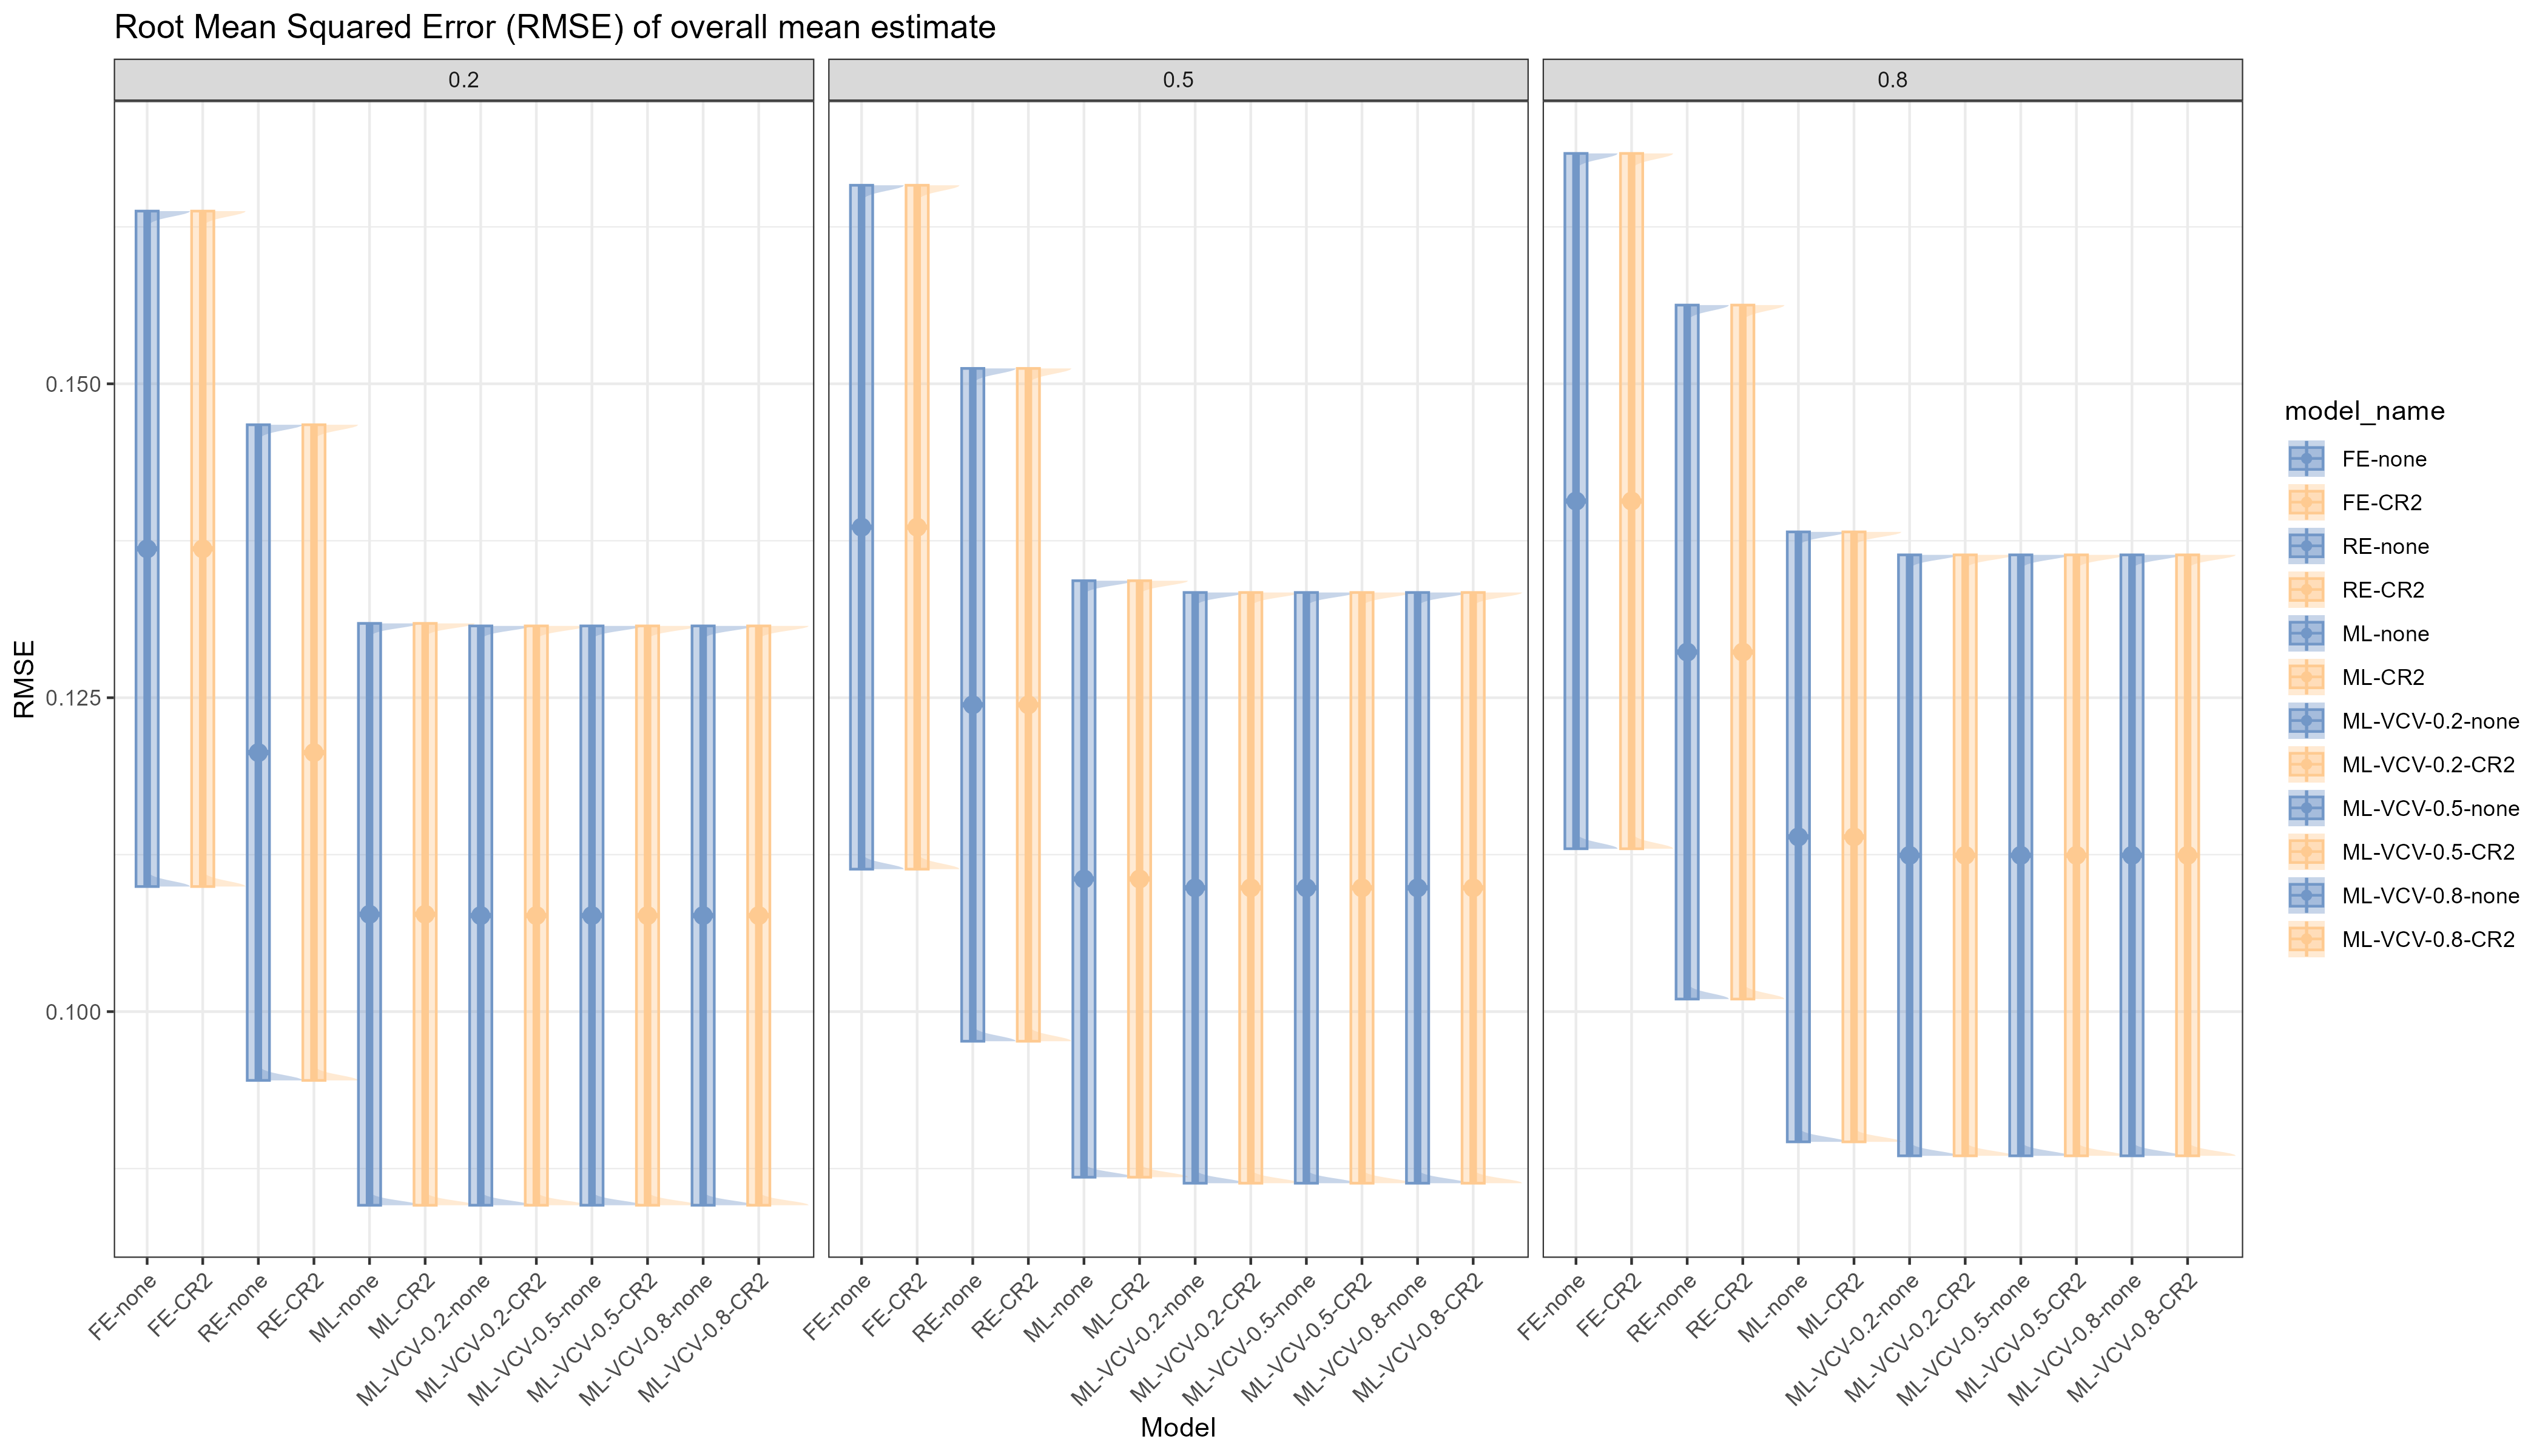 Root Mean Squared Error (RMSE) of overall mean estimate
0.2
0.5
0.8
RMSE
0.150
0.125
0.100
FE-none
FE-CR2
RE-none
RE-CR2
ML-none
ML-CR2
ML-VCV-0.2-none
ML-VCV-0.2-CR2
ML-VCV-0.5-none
ML-VCV-0.5-CR2
ML-VCV-0.8-none
ML-VCV-0.8-CR2
FE-none
FE-CR2
RE-none
RE-CR2
ML-none
ML-CR2
ML-VCV-0.2-none
ML-VCV-0.2-CR2
ML-VCV-0.5-none
ML-VCV-0.5-CR2
ML-VCV-0.8-none
ML-VCV-0.8-CR2
FE-none
FE-CR2
RE-none
RE-CR2
ML-none
ML-CR2
ML-VCV-0.2-none
ML-VCV-0.2-CR2
ML-VCV-0.5-none
ML-VCV-0.5-CR2
ML-VCV-0.8-none
ML-VCV-0.8-CR2
Model
model_name
FE-none
FE-CR2
RE-none
RE-CR2
ML-none
ML-CR2
ML-VCV-0.2-none
ML-VCV-0.2-CR2
ML-VCV-0.5-none
ML-VCV-0.5-CR2
ML-VCV-0.8-none
ML-VCV-0.8-CR2